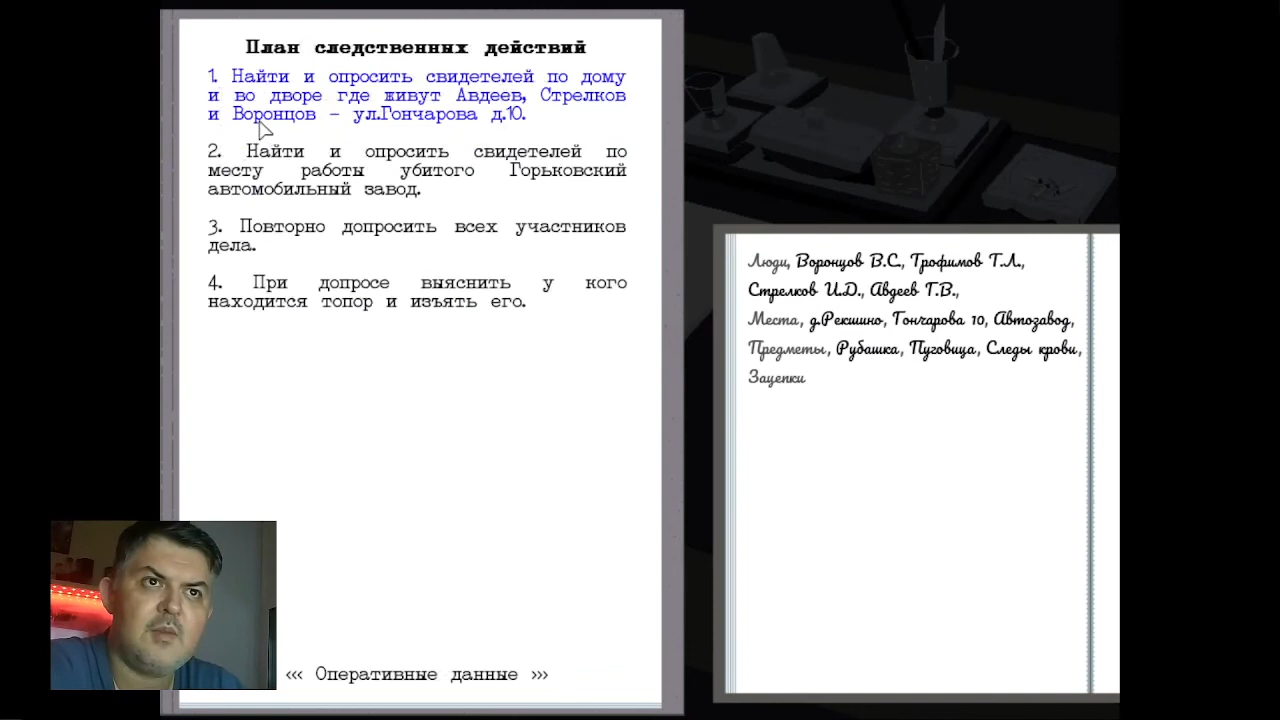 План следственных действий
1. Найти и опросить свидетелей по дому
и во дворе где живут Авдеев, Стрелков
и Воронцов - ул.Гончарова д.10.
2. Найти и опросить свидетелей по
месту работы убитого Горьковский
автомобильный завод.
3. Повторно допросить всех участников
дела.
4. При допросе выяснить у кого
находится топор и изъять его.
‹‹‹ Оперативные данные ›››
Люди, Воронцов В.С., Трофимов Т.Л.,
Стрелков И.Д., Авдеев Г.В.,
Места, д.Рекшино, Гончарова 10, Автозавод,
Предметы, Рубашка, Пуговица, Следы крови,
Зацепки